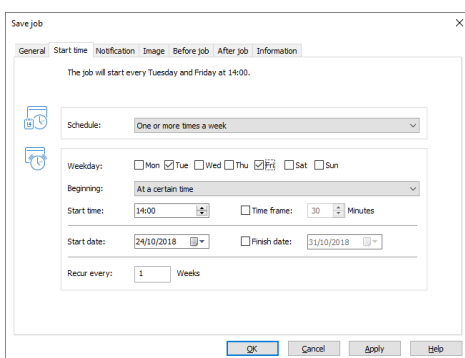 Save job
General Start time Notification Image Before job After job Information
The job will start every Tuesday and Friday at 14:00.
Schedule: One or more times a week
Weekday: Mon Tue Wed Thu Fri Sat Sun
Beginning: At a certain time
Start time: 14:00 Time frame: 30 Minutes
Start date: 24/10/2018 Finish date: 31/10/2018
Recur every: 1 Weeks
OK Cancel Apply Help